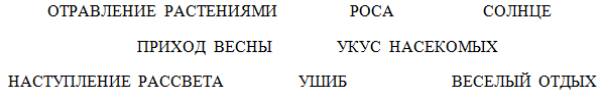 ОТРАВЛЕНИЕ РАСТЕНИЯМИ РОСА СОЛНЦЕ
ПРИХОД ВЕСНЫ УКУС НАСЕКОМЫХ
НАСТУПЛЕНИЕ РАССВЕТА УШИБ ВЕСЕЛЫЙ ОТДЫХ